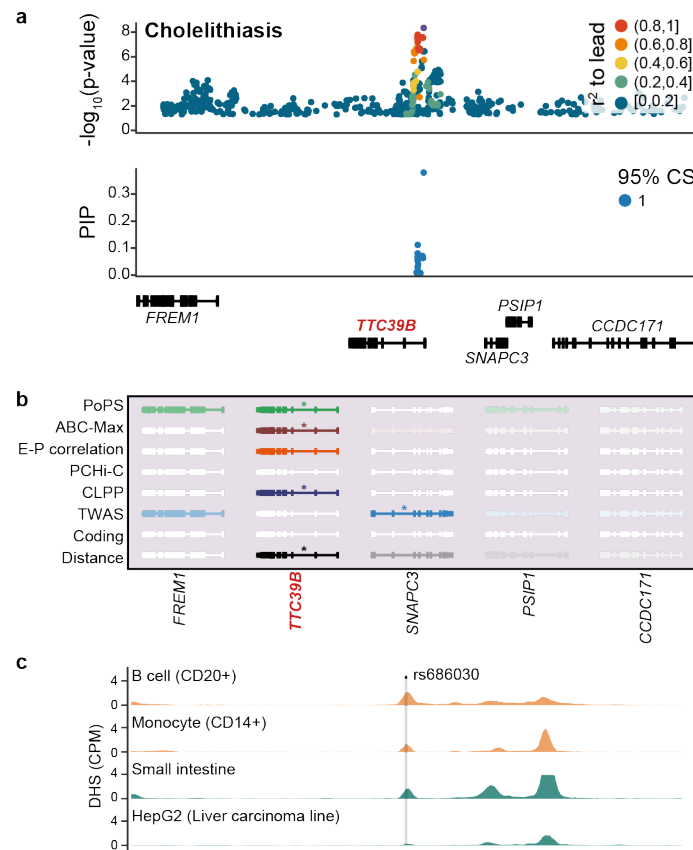 a
Cholelithiasis
-log10(p-value)
8
6
4
2
0
r2 to lead
(0.8,1]
(0.6,0.8]
(0.4,0.6]
(0.2,0.4]
[0,0.2]
PIP
0.3
0.2
0.1
0.0
95% CS
1
FREM1
TTC39B
SNAPC3
PSIP1
CCDC171
b
PoPS
*
ABC-Max
*
E-P correlation
PCHi-C
CLPP
*
TWAS
*
Coding
Distance
*
FREM1
TTC39B
SNAPC3
PSIP1
CCDC171
c
DHS (CPM)
B cell (CD20+)
rs686030
4
0
Monocyte (CD14+)
4
0
Small intestine
4
0
HepG2 (Liver carcinoma line)
4
0